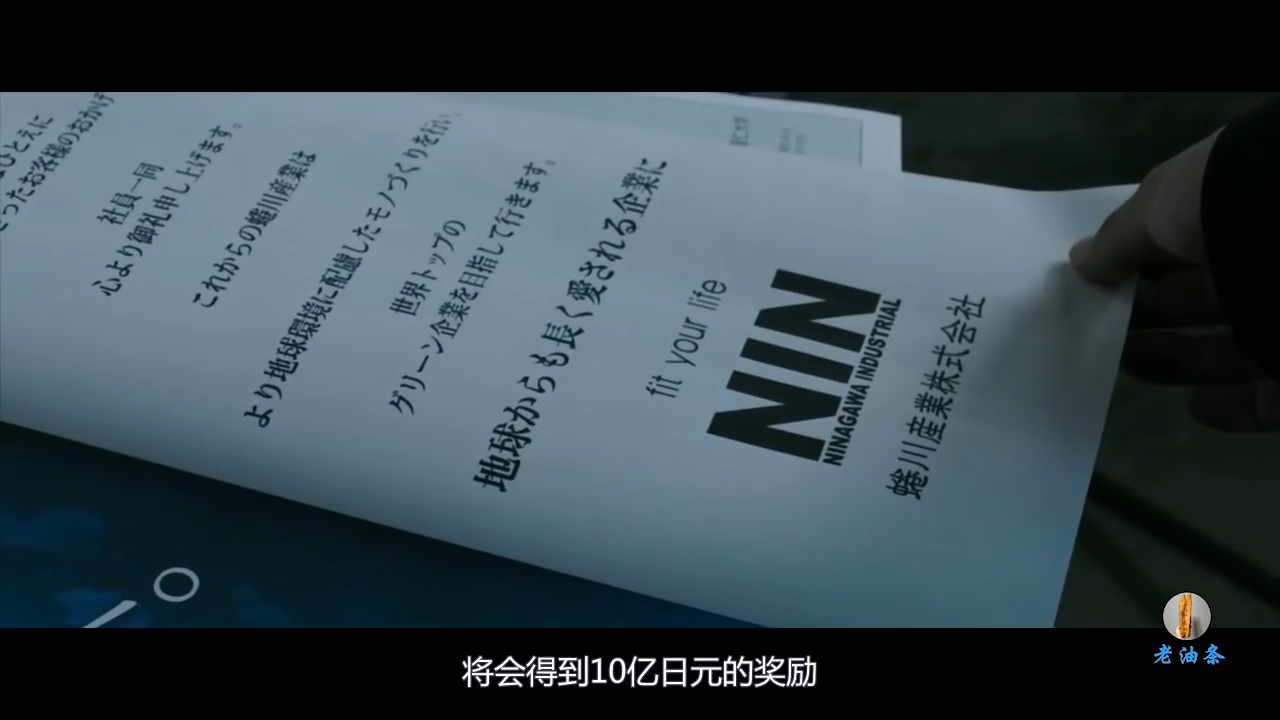 ひとえに
ったお客様のおかげ
社員一同
心より御礼申し上げます。
これからの蜷川産業は
より地球環境に配慮したモノづくりを行い、
世界トップの
グリーン企業を目指して行きます。
地球からも長く愛される企業に
fit your life
NIN
NINAGAWA INDUSTRIAL
蜷川産業株式会社
老油条
将会得到10亿日元的奖励